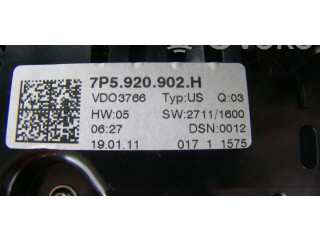 7P5.920.902.H
VDO3766 Typ:US Q:03
HW:05 SW:2711/1600
06:27 DSN:0012
19.01.11 017 1 1575